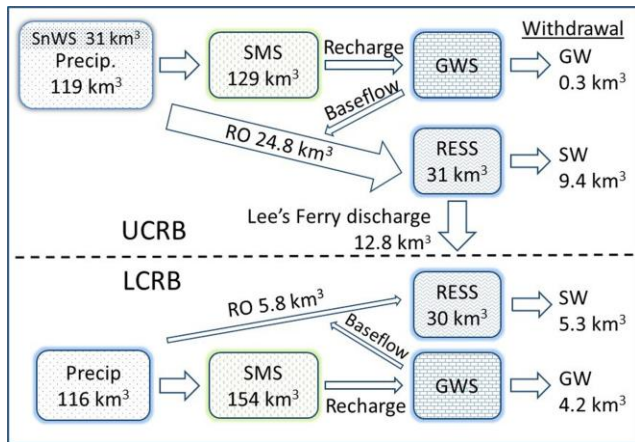 SnWS 31 km³
Precip.
119 km³
SMS
129 km³
Recharge
GWS
Withdrawal
GW
0.3 km³
Baseflow
RO 24.8 km³
RESS
31 km³
SW
9.4 km³
Lee's Ferry discharge
12.8 km³
UCRB
LCRB
RO 5.8 km³
RESS
30 km³
SW
5.3 km³
Baseflow
Precip
116 km³
SMS
154 km³
Recharge
GWS
GW
4.2 km³